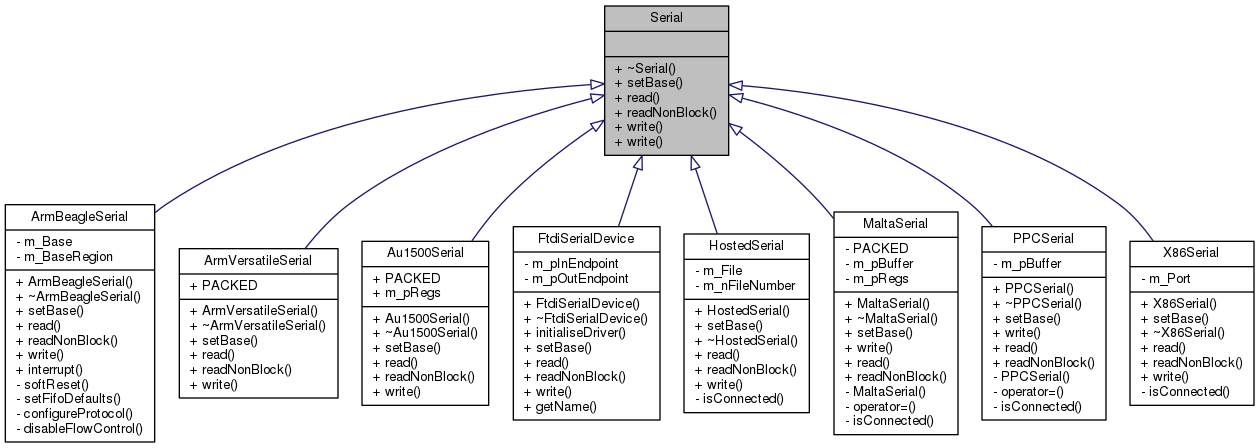 Serial
+ ~Serial()
+ setBase()
+ read()
+ readNonBlock()
+ write()
+ write()
ArmBeagleSerial
- m_Base
- m_BaseRegion
+ ArmBeagleSerial()
+ ~ArmBeagleSerial()
+ setBase()
+ read()
+ readNonBlock()
+ write()
+ interrupt()
- softReset()
- setFifoDefaults()
- configureProtocol()
- disableFlowControl()
ArmVersatileSerial
+ PACKED
+ ArmVersatileSerial()
+ ~ArmVersatileSerial()
+ setBase()
+ read()
+ readNonBlock()
+ write()
Au1500Serial
+ PACKED
+ m_pRegs
+ Au1500Serial()
+ ~Au1500Serial()
+ setBase()
+ read()
+ readNonBlock()
+ write()
FtdiSerialDevice
- m_pInEndpoint
- m_pOutEndpoint
+ FtdiSerialDevice()
+ ~FtdiSerialDevice()
+ initialiseDriver()
+ setBase()
+ read()
+ readNonBlock()
+ write()
+ getName()
HostedSerial
- m_File
- m_nFileNumber
+ HostedSerial()
+ setBase()
+ ~HostedSerial()
+ read()
+ readNonBlock()
+ write()
- isConnected()
MaltaSerial
- PACKED
- m_pBuffer
- m_pRegs
+ MaltaSerial()
+ ~MaltaSerial()
+ setBase()
+ write()
+ read()
+ readNonBlock()
- MaltaSerial()
- operator=()
- isConnected()
PPCSerial
- m_pBuffer
+ PPCSerial()
+ ~PPCSerial()
+ setBase()
+ write()
+ read()
+ readNonBlock()
- PPCSerial()
- operator=()
- isConnected()
X86Serial
- m_Port
+ X86Serial()
+ setBase()
+ ~X86Serial()
+ read()
+ readNonBlock()
+ write()
- isConnected()